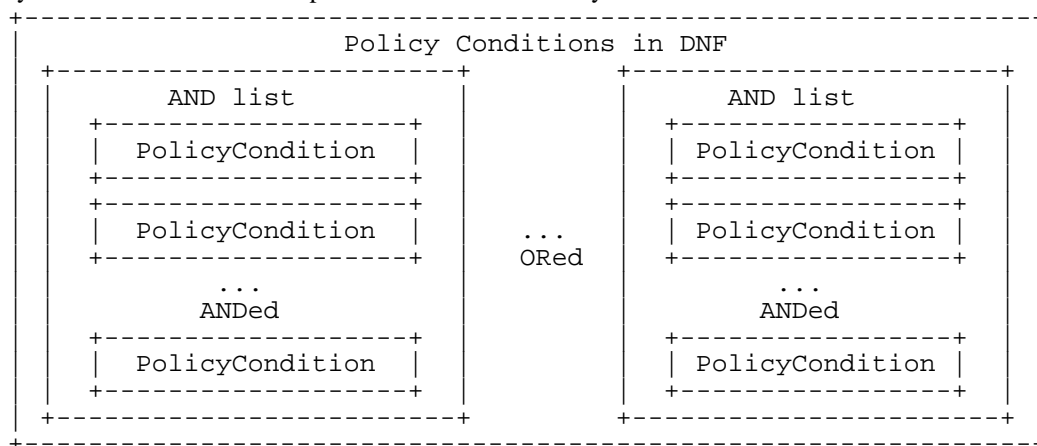 +---------------------------------------------------------------
| Policy Conditions in DNF
| +-------------------------+ +-----------------------+
| | AND list | | AND list |
| | +-------------------+ | | +-----------------+ |
| | | PolicyCondition | | | | PolicyCondition | |
| | +-------------------+ | | +-----------------+ |
| | +-------------------+ | | +-----------------+ |
| | | PolicyCondition | | ... | | PolicyCondition | |
| | +-------------------+ | ORed | +-----------------+ |
| | ... | | ... |
| | ANDed | | ANDed |
| | +-------------------+ | | +-----------------+ |
| | | PolicyCondition | | | | PolicyCondition | |
| | +-------------------+ | | +-----------------+ |
| +-------------------------+ +-----------------------+
+---------------------------------------------------------------